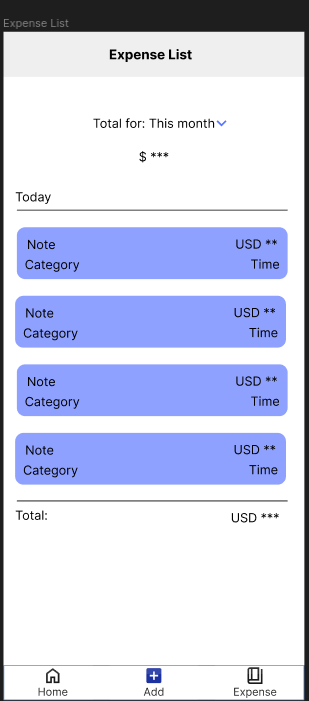 Expense List
Expense List
Total for: This month
$ ***
Today
Note USD **
Category Time
Note USD **
Category Time
Note USD **
Category Time
Note USD **
Category Time
Total: USD ***
Home Add Expense